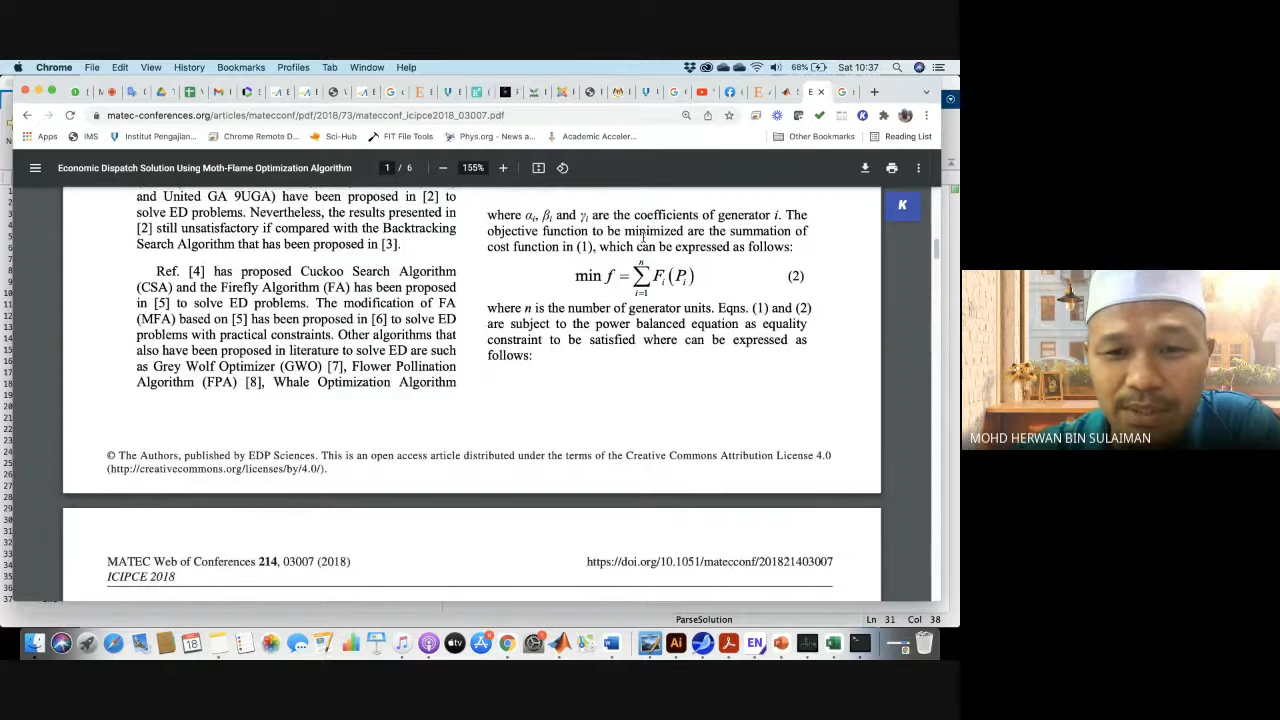 Chrome File Edit View History Bookmarks Profiles Tab Window Help 68% Sat 10:37
matec-conferences.org/articles/matecconf/pdf/2018/73/matecconf_icipce2018_03007.pdf
Apps IMS Institut Pengajian... Chrome Remote D... Sci-Hub FIT File Tools Phys.org - News a... Academic Acceler... Other Bookmarks Reading List
Economic Dispatch Solution Using Moth-Flame Optimization Algorithm 1 / 6 155%
and United GA 9UGA) have been proposed in [2] to
solve ED problems. Nevertheless, the results presented in
[2] still unsatisfactory if compared with the Backtracking
Search Algorithm that has been proposed in [3].
Ref. [4] has proposed Cuckoo Search Algorithm
(CSA) and the Firefly Algorithm (FA) has been proposed
in [5] to solve ED problems. The modification of FA
(MFA) based on [5] has been proposed in [6] to solve ED
problems with practical constraints. Other algorithms that
also have been proposed in literature to solve ED are such
as Grey Wolf Optimizer (GWO) [7], Flower Pollination
Algorithm (FPA) [8], Whale Optimization Algorithm
where αi, βi and γi are the coefficients of generator i. The
objective function to be minimized are the summation of
cost function in (1), which can be expressed as follows:
min f = ∑ n i=1 Fi (Pi) (2)
where n is the number of generator units. Eqns. (1) and (2)
are subject to the power balanced equation as equality
constraint to be satisfied where can be expressed as
follows:
K
© The Authors, published by EDP Sciences. This is an open access article distributed under the terms of the Creative Commons Attribution License 4.0
(http://creativecommons.org/licenses/by/4.0/).
MATEC Web of Conferences 214, 03007 (2018) https://doi.org/10.1051/matecconf/201821403007
ICIPCE 2018
ParseSolution Ln 31 Col 38
MOHD HERWAN BIN SULAIMAN